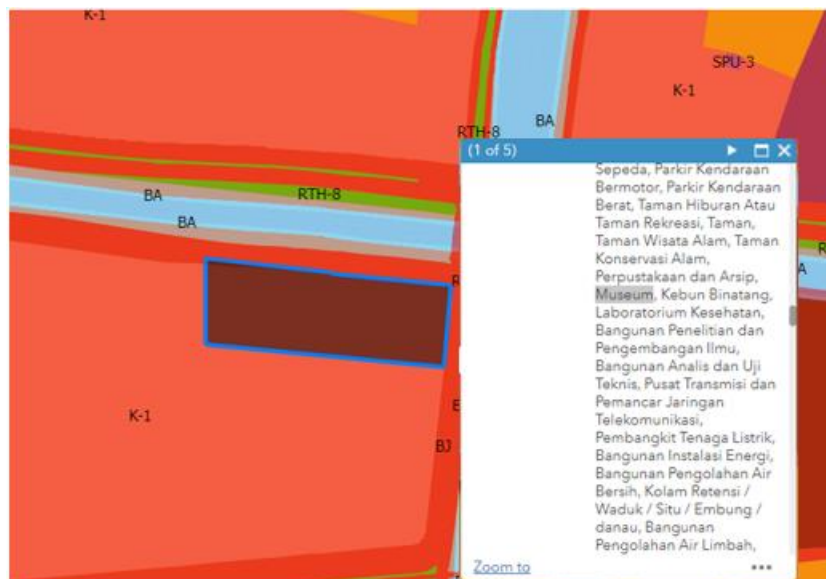 K-1
SPU-3
K-1
BA
RTH-8
(1 of 5)
Sepeda, Parkir Kendaraan
Bermotor, Parkir Kendaraan
Berat, Taman Hiburan Atau
Taman Rekreasi, Taman,
Taman Wisata Alam, Taman
Konservasi Alam,
Perpustakaan dan Arsip,
Museum, Kebun Binatang,
Laboratorium Kesehatan,
Bangunan Penelitian dan
Pengembangan Ilmu,
Bangunan Analis dan Uji
Teknis, Pusat Transmisi dan
Pemancar Jaringan
Telekomunikasi,
Pembangkit Tenaga Listrik,
Bangunan Instalasi Energi,
Bangunan Pengolahan Air
Bersih, Kolam Retensi /
Waduk / Situ / Embung /
danau, Bangunan
Pengolahan Air Limbah,
Zoom to
BA
RTH-8
BA
K-1
BJ